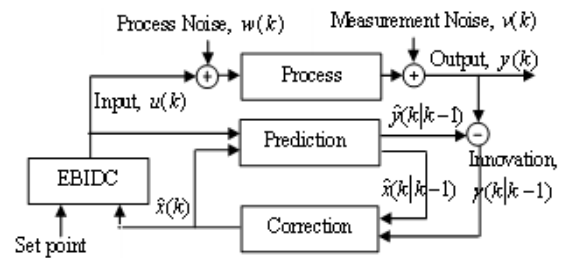 Process Noise, w(k)
Measurement Noise, v(k)
Process
Output, y(k)
Input, u(k)
Prediction
ŷ(k|k−1)
Innovation,
γ(k|k−1)
EBIDC
x̂(k)
x̂(k|k−1)
Correction
Set point